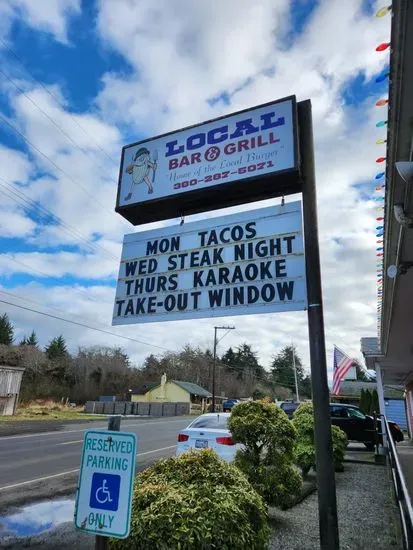 LOCAL
BAR & GRILL
"Home of the Local Burger"
360-267-5071
MON TACOS
WED STEAK NIGHT
THURS KARAOKE
TAKE-OUT WINDOW
RESERVED
PARKING
ONLY